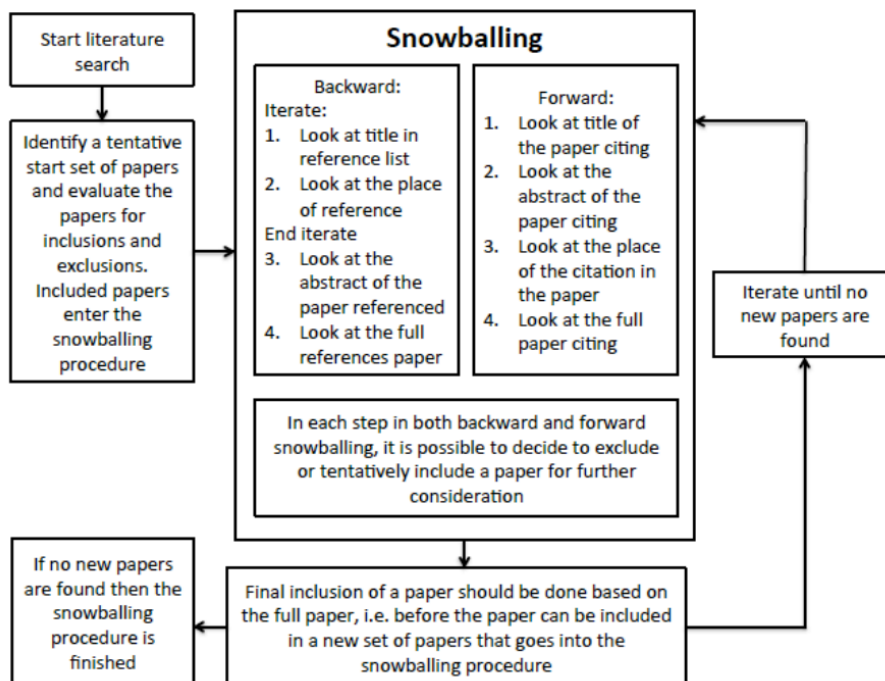 Start literature
search
Identify a tentative
start set of papers
and evaluate the
papers for
inclusions and
exclusions.
Included papers
enter the
snowballing
procedure
Snowballing
Backward:
Iterate:
1. Look at title in
reference list
2. Look at the place
of reference
End iterate
3. Look at the
abstract of the
paper referenced
4. Look at the full
references paper
Forward:
1. Look at title of
the paper citing
2. Look at the
abstract of the
paper citing
3. Look at the place
of the citation in
the paper
4. Look at the full
paper citing
In each step in both backward and forward
snowballing, it is possible to decide to exclude
or tentatively include a paper for further
consideration
Iterate until no
new papers are
found
If no new papers
are found then the
snowballing
procedure is
finished
Final inclusion of a paper should be done based on
the full paper, i.e. before the paper can be included
in a new set of papers that goes into the
snowballing procedure